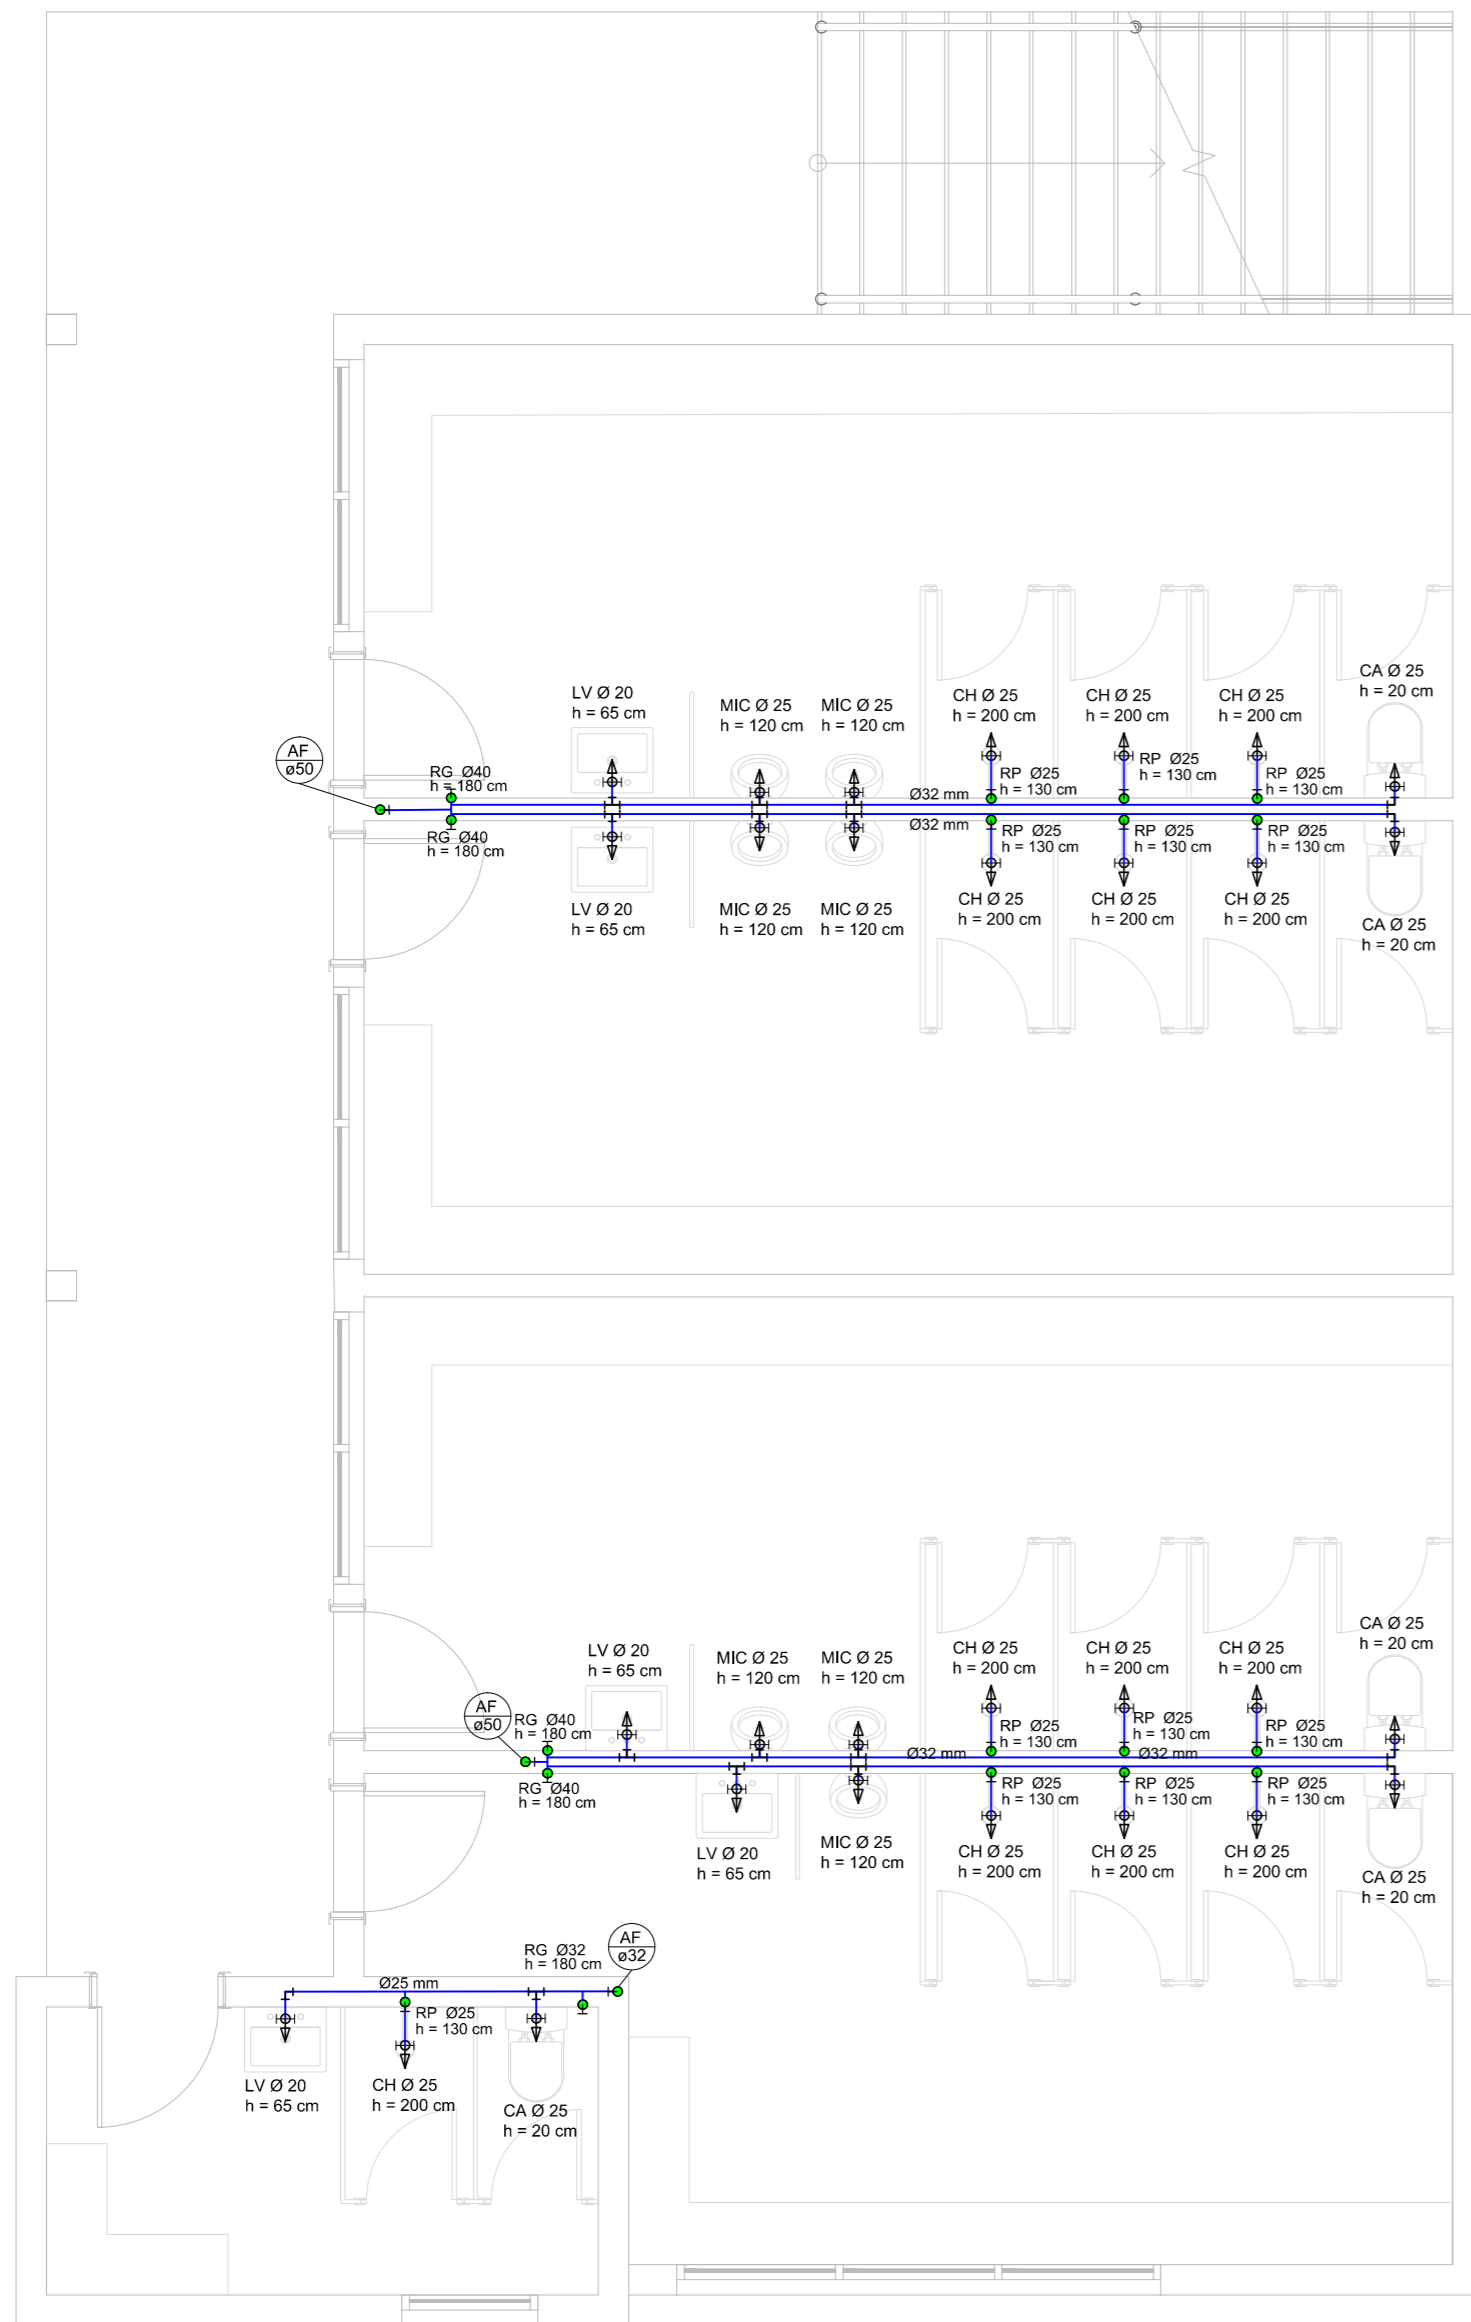 CA Ø 25
h = 20 cm
LV Ø 20
h = 65 cm
MIC Ø 25
h = 120 cm
MIC Ø 25
h = 120 cm
CH Ø 25
h = 200 cm
CH Ø 25
h = 200 cm
CH Ø 25
h = 200 cm
AF
ø50
RG Ø40
h = 180 cm
RP Ø25
h = 130 cm
RP Ø25
h = 130 cm
RP Ø25
h = 130 cm
Ø32 mm
Ø32 mm
RG Ø40
h = 180 cm
RP Ø25
h = 130 cm
RP Ø25
h = 130 cm
RP Ø25
h = 130 cm
LV Ø 20
h = 65 cm
MIC Ø 25
h = 120 cm
MIC Ø 25
h = 120 cm
CH Ø 25
h = 200 cm
CH Ø 25
h = 200 cm
CH Ø 25
h = 200 cm
CA Ø 25
h = 20 cm
CA Ø 25
h = 20 cm
LV Ø 20
h = 65 cm
MIC Ø 25
h = 120 cm
MIC Ø 25
h = 120 cm
CH Ø 25
h = 200 cm
CH Ø 25
h = 200 cm
CH Ø 25
h = 200 cm
AF
ø50
RG Ø40
h = 180 cm
RP Ø25
h = 130 cm
RP Ø25
h = 130 cm
RP Ø25
h = 130 cm
Ø32 mm
Ø32 mm
RG Ø40
h = 180 cm
RP Ø25
h = 130 cm
RP Ø25
h = 130 cm
RP Ø25
h = 130 cm
LV Ø 20
h = 65 cm
MIC Ø 25
h = 120 cm
CH Ø 25
h = 200 cm
CH Ø 25
h = 200 cm
CH Ø 25
h = 200 cm
CA Ø 25
h = 20 cm
RG Ø32
h = 180 cm
AF
ø32
Ø25 mm
RP Ø25
h = 130 cm
LV Ø 20
h = 65 cm
CH Ø 25
h = 200 cm
CA Ø 25
h = 20 cm